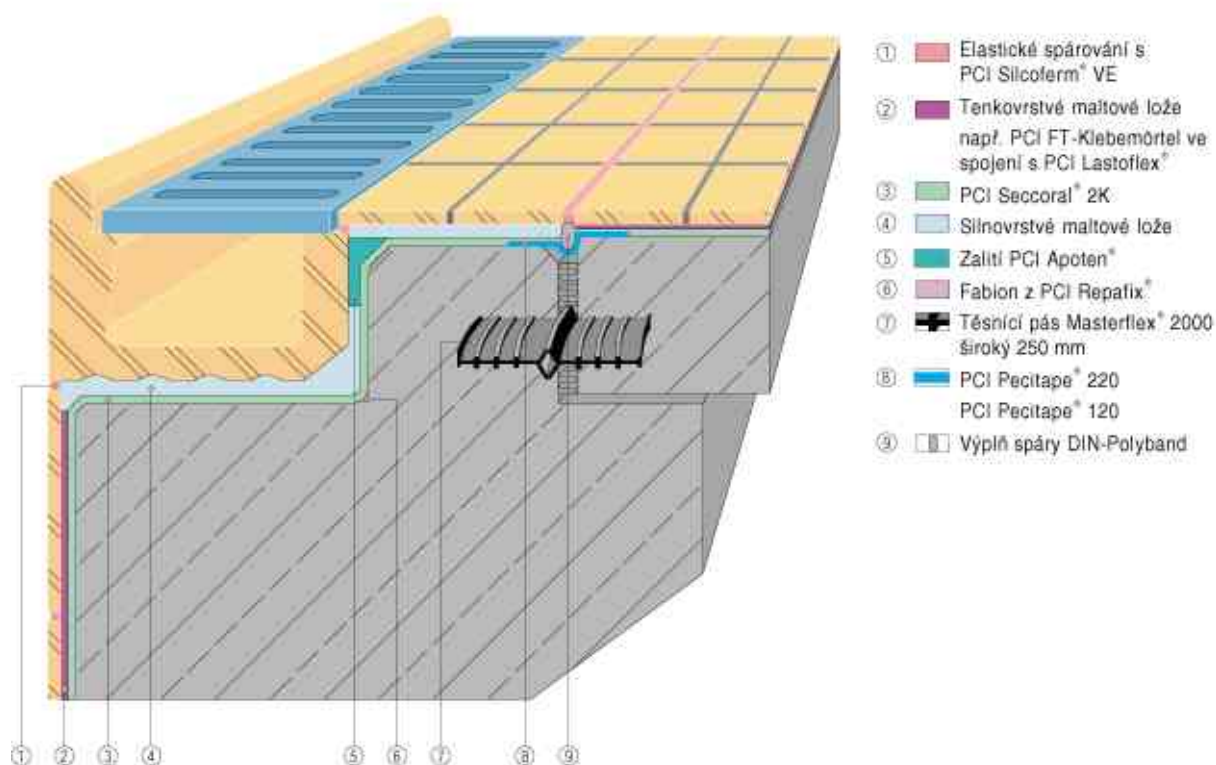 ① Elastické spárování s
PCI Silcoferm® VE
② Tenkovrstvé maltové lože
např. PCI FT-Klebemörtel ve
spojení s PCI Lastoflex®
③ PCI Seccoral® 2K
④ Silnovrstvé maltové lože
⑤ Zalití PCI Apoten®
⑥ Fabion z PCI Repafix®
⑦ Těsnící pás Masterflex® 2000
široký 250 mm
⑧ PCI Pecitape® 220
PCI Pecitape® 120
⑨ Výplň spáry DIN-Polyband
① ② ③ ④ ⑤ ⑥ ⑦ ⑧ ⑨